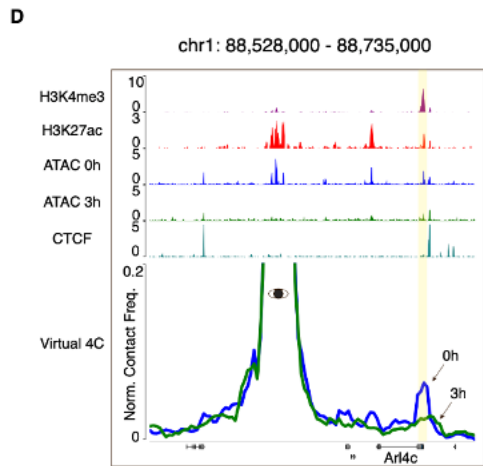 D
chr1: 88,528,000 - 88,735,000
H3K4me3
10
0
H3K27ac
3
0
ATAC 0h
5
0
ATAC 3h
5
0
CTCF
5
0
Virtual 4C
Norm. Contact Freq.
0.2
0
0h
3h
Arl4c